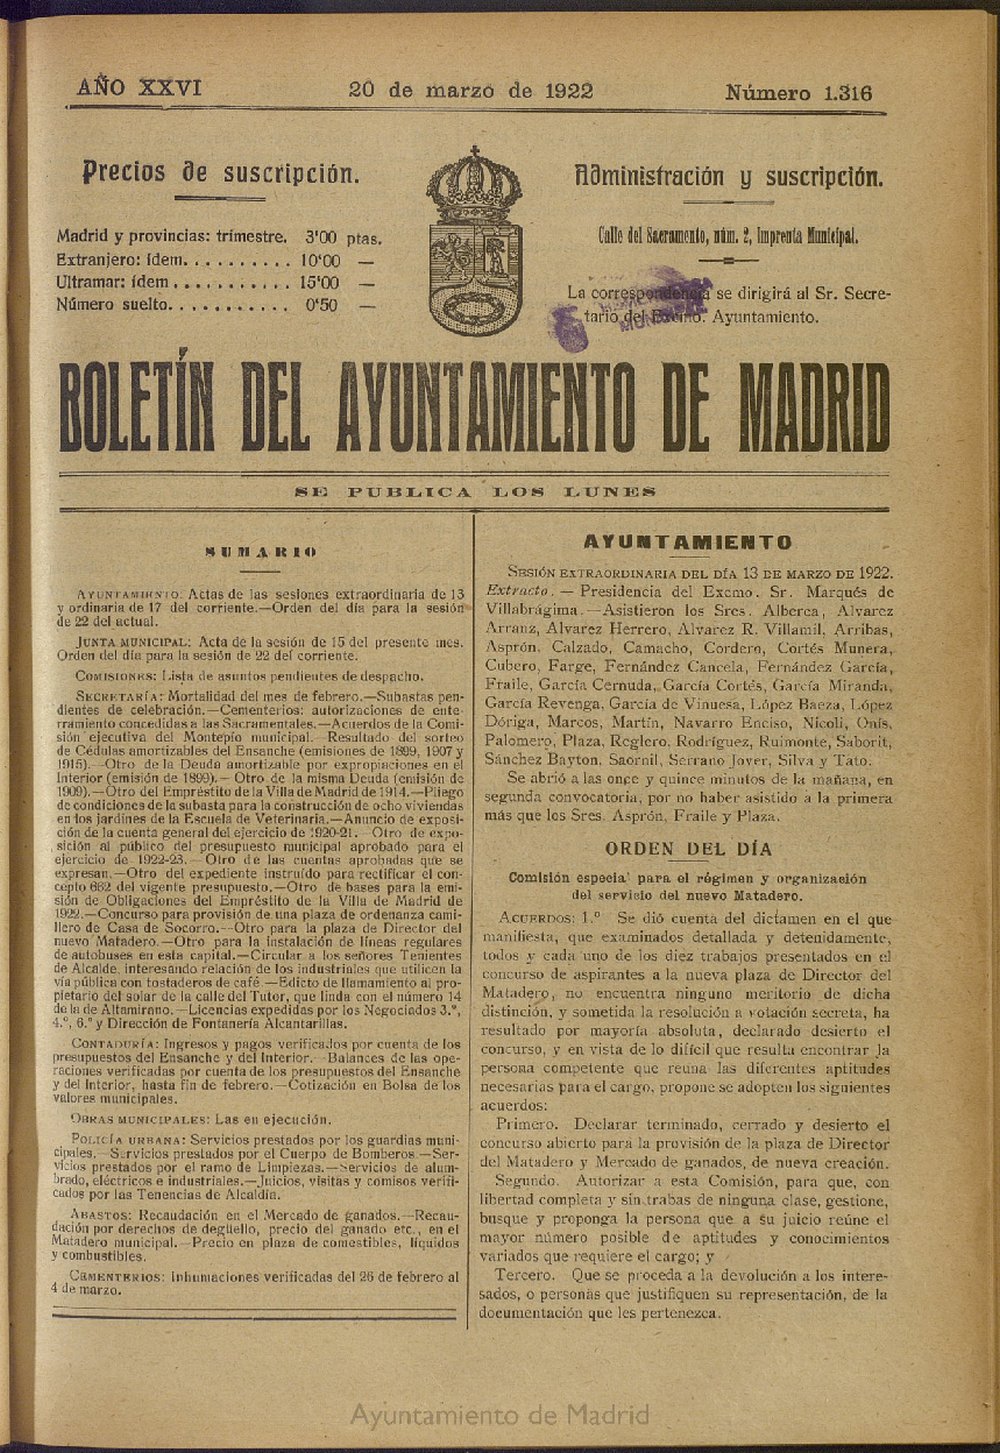 AÑO XXVI
20 de marzo de 1922
Número 1.316
Precios de suscripción.
Madrid y provincias: trimestre. 3'00 ptas.
Extranjero: ídem. . . . . . . . . . 10'00 —
Ultramar: ídem . . . . . . . . . . . 15'00 —
Número suelto. . . . . . . . . . . 0'50 —
Administración y suscripción.
Calle del Sacramento, núm. 2, Imprenta Municipal.
La correspondencia se dirigirá al Sr. Secre-
tario del Excmo. Ayuntamiento.
BOLETÍN DEL AYUNTAMIENTO DE MADRID
SE PUBLICA LOS LUNES
SUMARIO
AYUNTAMIENTO: Actas de las sesiones extraordinaria de 13
y ordinaria de 17 del corriente.—Orden del día para la sesión
de 22 del actual.
JUNTA MUNICIPAL: Acta de la sesión de 15 del presente mes.
Orden del día para la sesión de 22 del corriente.
COMISIONES: Lista de asuntos pendientes de despacho.
SECRETARÍA: Mortalidad del mes de febrero.—Subastas pen-
dientes de celebración.—Cementerios: autorizaciones de ente-
rramiento concedidas a las Sacramentales.—Acuerdos de la Comi-
sión ejecutiva del Montepío municipal.—Resultado del sorteo
de Cédulas amortizables del Ensanche (emisiones de 1899, 1907 y
1915).—Otro de la Deuda amortizable por expropiaciones en el
Interior (emisión de 1899).—Otro de la misma Deuda (emisión de
1909).—Otro del Empréstito de la Villa de Madrid de 1914.—Pliego
de condiciones de la subasta para la construcción de ocho viviendas
en los jardines de la Escuela de Veterinaria.—Anuncio de exposi-
ción de la cuenta general del ejercicio de 1920-21.—Otro de expo-
sición al público del presupuesto municipal aprobado para el
ejercicio de 1922-23.—Otro de las cuentas aprobadas que se
expresan.—Otro del expediente instruído para rectificar el con-
cepto 662 del vigente presupuesto.—Otro de bases para la emi-
sión de Obligaciones del Empréstito de la Villa de Madrid de
1922.—Concurso para provisión de una plaza de ordenanza cami-
llero de Casa de Socorro.—Otro para la plaza de Director del
nuevo Matadero.—Otro para la instalación de líneas regulares
de autobuses en esta capital.—Circular a los señores Tenientes
de Alcalde, interesando relación de los industriales que utilicen la
vía pública con tostaderos de café.—Edicto de llamamiento al pro-
pietario del solar de la calle del Tutor, que linda con el número 14
de la de Altamirano.—Licencias expedidas por los Negociados 3.º,
4.º, 6.º y Dirección de Fontanería Alcantarillas.
CONTADURÍA: Ingresos y pagos verificados por cuenta de los
presupuestos del Ensanche y del Interior.—Balances de las ope-
raciones verificadas por cuenta de los presupuestos del Ensanche
y del Interior, hasta fin de febrero.—Cotización en Bolsa de los
valores municipales.
OBRAS MUNICIPALES: Las en ejecución.
POLICÍA URBANA: Servicios prestados por los guardias muni-
cipales.—Servicios prestados por el Cuerpo de Bomberos.—Ser-
vicios prestados por el ramo de Limpiezas.—Servicios de alum-
brado, eléctricos e industriales.—Juicios, visitas y comisos verifi-
cados por las Tenencias de Alcaldía.
ABASTOS: Recaudación en el Mercado de ganados.—Recau-
dación por derechos de degüello, precio del ganado etc., en el
Matadero municipal.—Precio en plaza de comestibles, líquidos
y combustibles.
CEMENTERIOS: Inhumaciones verificadas del 26 de febrero al
4 de marzo.
AYUNTAMIENTO
SESIÓN EXTRAORDINARIA DEL DÍA 13 DE MARZO DE 1922.
Extracto. — Presidencia del Excmo. Sr. Marqués de
Villabrágima.—Asistieron los Sres. Alberca, Alvarez
Arranz, Alvarez Herrero, Alvarez R. Villamil, Arribas,
Asprón, Calzado, Camacho, Cordero, Cortés Munera,
Cubero, Farge, Fernández Cancela, Fernández García,
Fraile, García Cernuda, García Cortés, García Miranda,
García Revenga, García de Vinuesa, López Baeza, López
Dóriga, Marcos, Martín, Navarro Enciso, Nicoli, Onís,
Palomero, Plaza, Reglero, Rodríguez, Ruimonte, Saborit,
Sánchez Bayton, Saornil, Serrano Jover, Silva y Tato.
Se abrió a las once y quince minutos de la mañana, en
segunda convocatoria, por no haber asistido a la primera
más que los Sres. Asprón, Fraile y Plaza.
ORDEN DEL DÍA
Comisión especial para el régimen y organización
del servicio del nuevo Matadero.
ACUERDOS: 1.º Se dió cuenta del dictamen en el que
manifiesta, que examinados detallada y detenidamente,
todos y cada uno de los diez trabajos presentados en el
concurso de aspirantes a la nueva plaza de Director del
Matadero, no encuentra ninguno meritorio de dicha
distinción, y sometida la resolución a votación secreta, ha
resultado por mayoría absoluta, declarado desierto el
concurso, y en vista de lo difícil que resulta encontrar la
persona competente que reuna las diferentes aptitudes
necesarias para el cargo, propone se adopten los siguientes
acuerdos:
Primero. Declarar terminado, cerrado y desierto el
concurso abierto para la provisión de la plaza de Director
del Matadero y Mercado de ganados, de nueva creación.
Segundo. Autorizar a esta Comisión, para que, con
libertad completa y sin trabas de ninguna clase, gestione,
busque y proponga la persona que a su juicio reúne el
mayor número posible de aptitudes y conocimientos
variados que requiere el cargo; y
Tercero. Que se proceda a la devolución a los intere-
sados, o personas que justifiquen su representación, de la
documentación que les pertenezca.
Ayuntamiento de Madrid